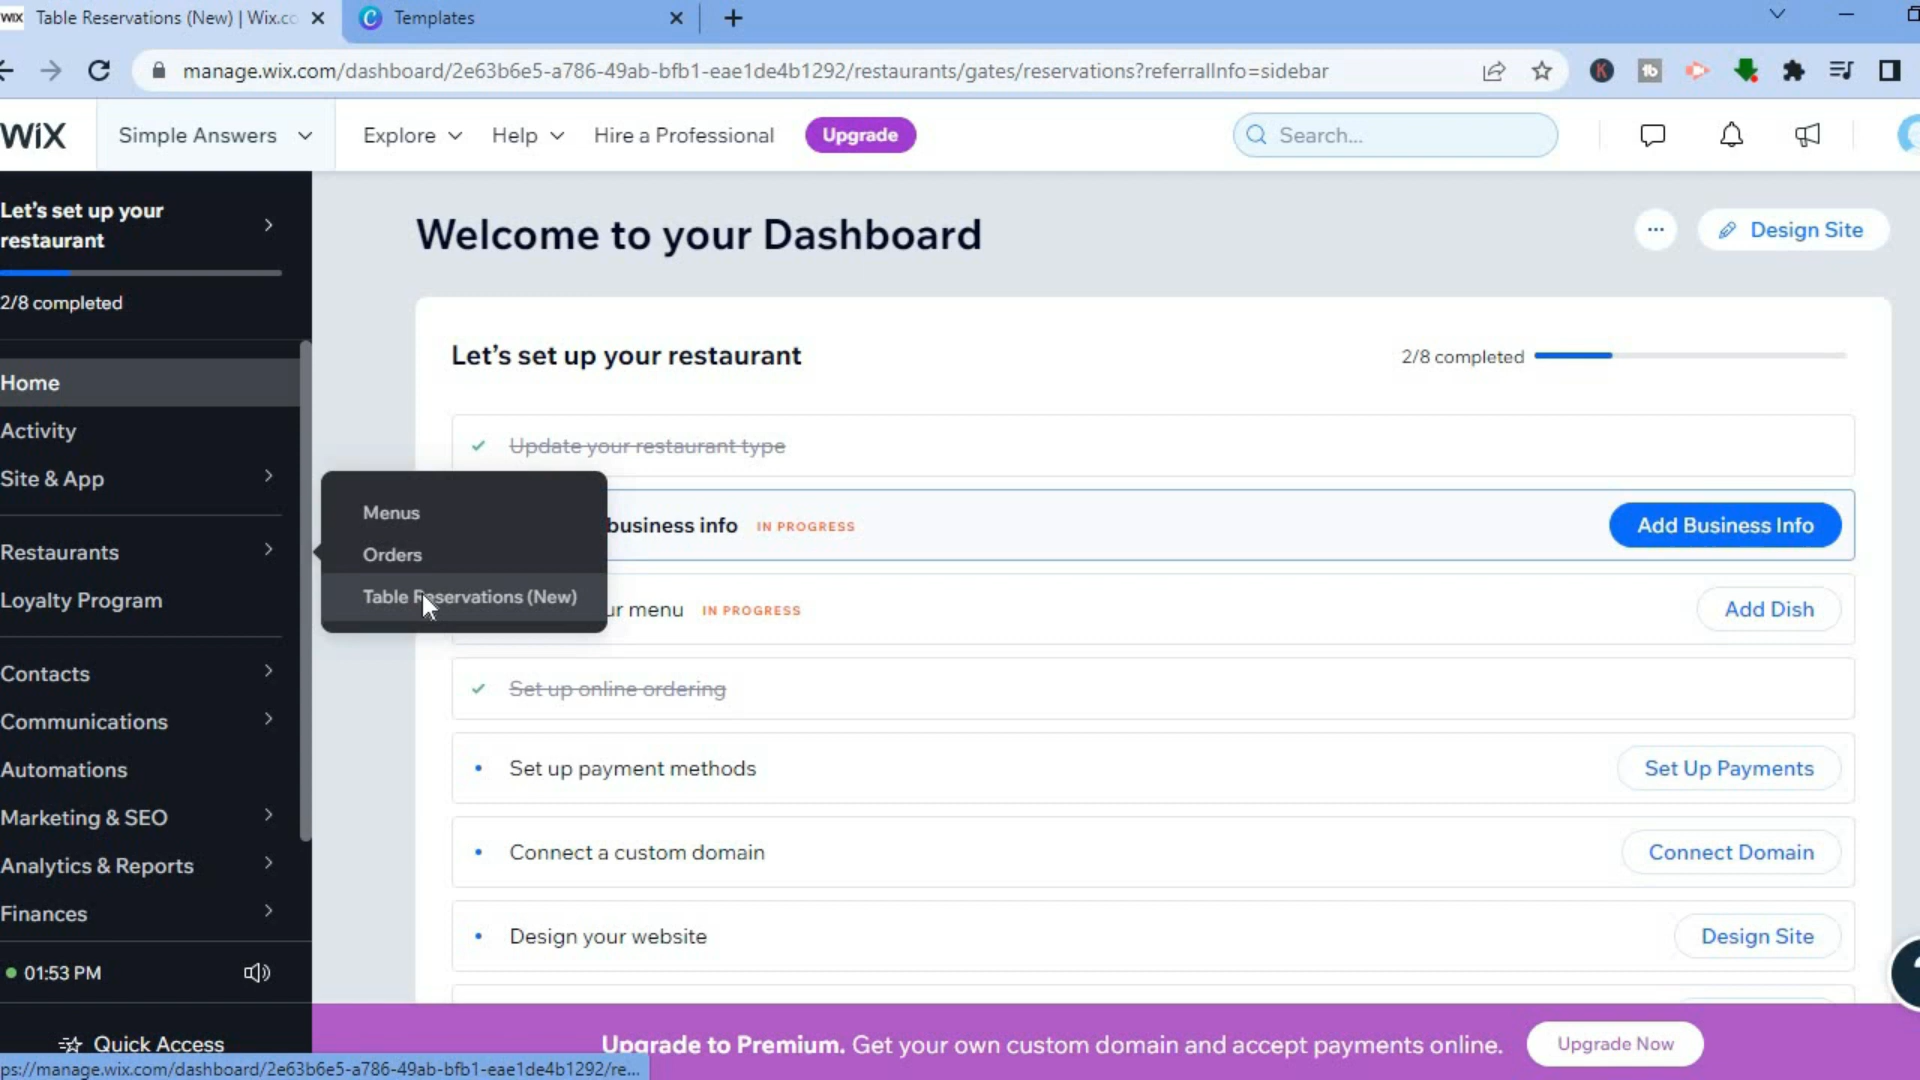 WiX Table Reservations (New) | Wix.co
Templates
manage.wix.com/dashboard/2e63b6e5-a786-49ab-bfb1-eae1de4b1292/restaurants/gates/reservations?referralInfo=sidebar
K
tb
WiX
Simple Answers
Explore
Help
Hire a Professional
Upgrade
Search...
Let's set up your
restaurant
2/8 completed
Home
Activity
Site & App
Restaurants
Loyalty Program
Contacts
Communications
Automations
Marketing & SEO
Analytics & Reports
Finances
01:53 PM
Quick Access
Menus
Orders
Table Reservations (New)
Welcome to your Dashboard
Design Site
Let's set up your restaurant
2/8 completed
Update your restaurant type
business info IN PROGRESS
Add Business Info
ur menu IN PROGRESS
Add Dish
Set up online ordering
Set up payment methods
Set Up Payments
Connect a custom domain
Connect Domain
Design your website
Design Site
Upgrade to Premium. Get your own custom domain and accept payments online.
Upgrade Now
ps://manage.wix.com/dashboard/2e63b6e5-a786-49ab-bfb1-eae1de4b1292/re...